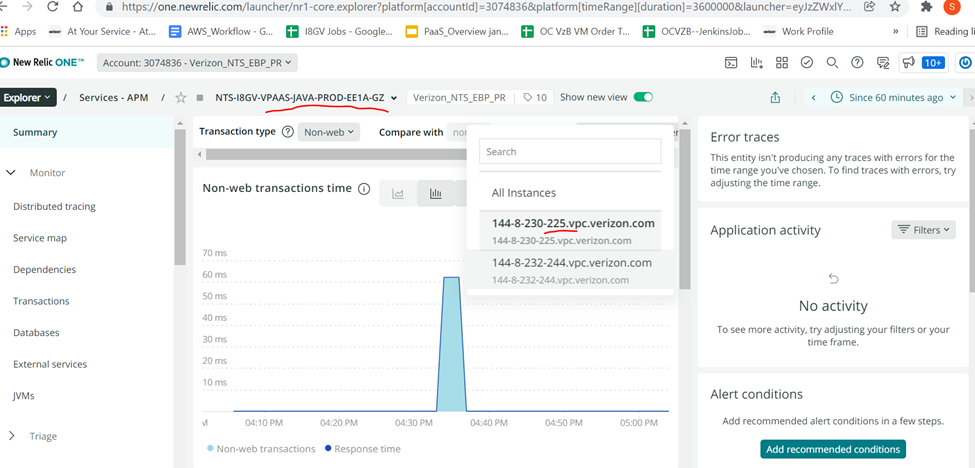 https://one.newrelic.com/launcher/nr1-core.explorer?platform[accountId]=3074836&platform[timeRange][duration]=3600000&launcher=eyJzZWxlY...
Apps At Your Service - At... AWS_Workflow - G... I8GV Jobs - Google... PaaS_Overview jan... OC VzB VM Order T... OCVZB--Jenkins​Job... Work Profile » Reading li
New Relic ONE™ Account: 3074836 - Verizon_NTS_EBP_PR 10+
Explorer / Services - APM / NTS-I8GV-VPAAS-JAVA-PROD-EE1A-GZ Verizon_NTS_EBP_PR 10 Show new view Since 60 minutes ago
Summary
Monitor
Distributed tracing
Service map
Dependencies
Transactions
Databases
External services
JVMs
Triage
Transaction type Non-web Compare with
Search
All Instances
144-8-230-225.vpc.verizon.com
144-8-230-225.vpc.verizon.com
144-8-232-244.vpc.verizon.com
144-8-232-244.vpc.verizon.com
Non-web transactions time
70 ms
60 ms
50 ms
40 ms
30 ms
20 ms
10 ms
04:10 PM 04:20 PM 04:30 PM 04:40 PM 04:50 PM 05:00 PM
Non-web transactions Response time
Error traces
This entity isn't producing any traces with errors for the
time range you've chosen. To find traces with errors, try
adjusting the time range.
Application activity Filters
No activity
To see more activity, try adjusting your filters or your
time frame.
Alert conditions
Add recommended alert conditions in a few steps.
Add recommended conditions